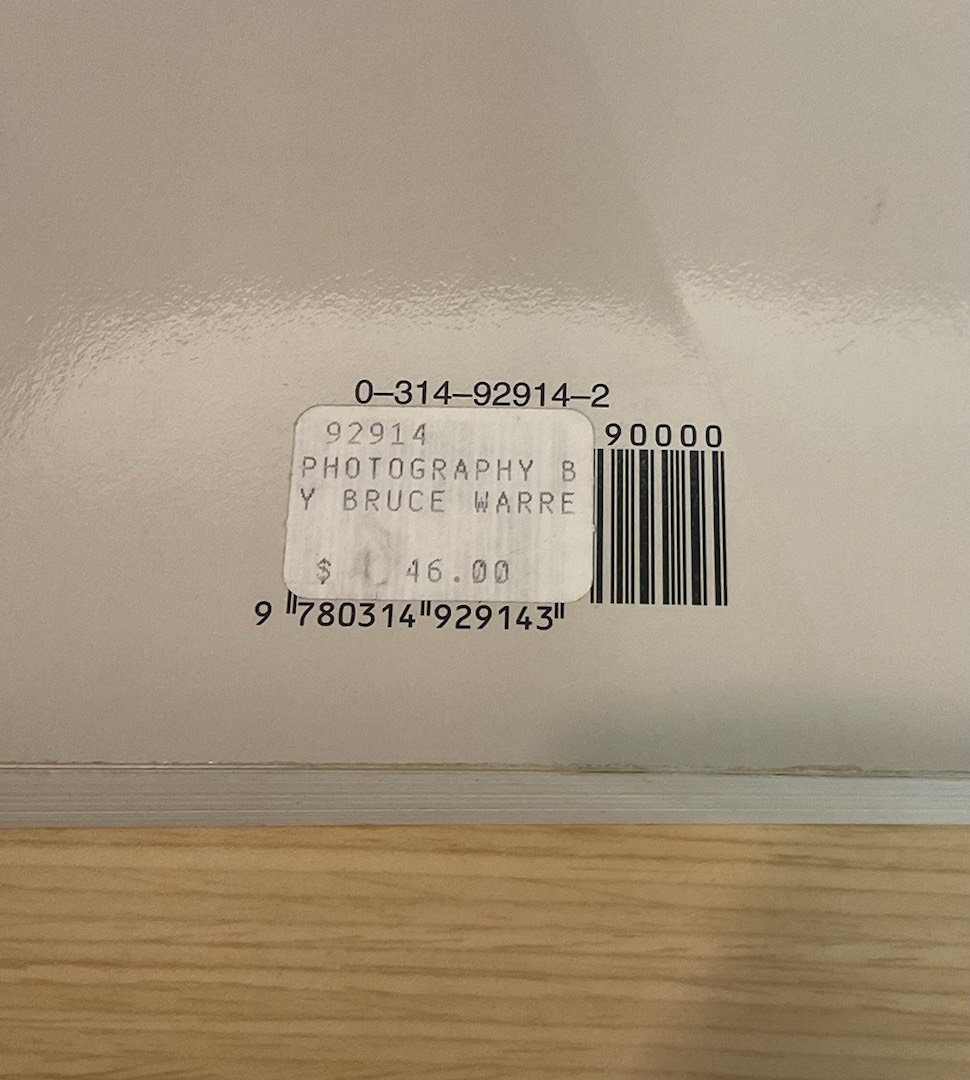 0–314–92914–2
92914
90000
PHOTOGRAPHY B
Y BRUCE WARRE
$ 46.00
9 780314 929143